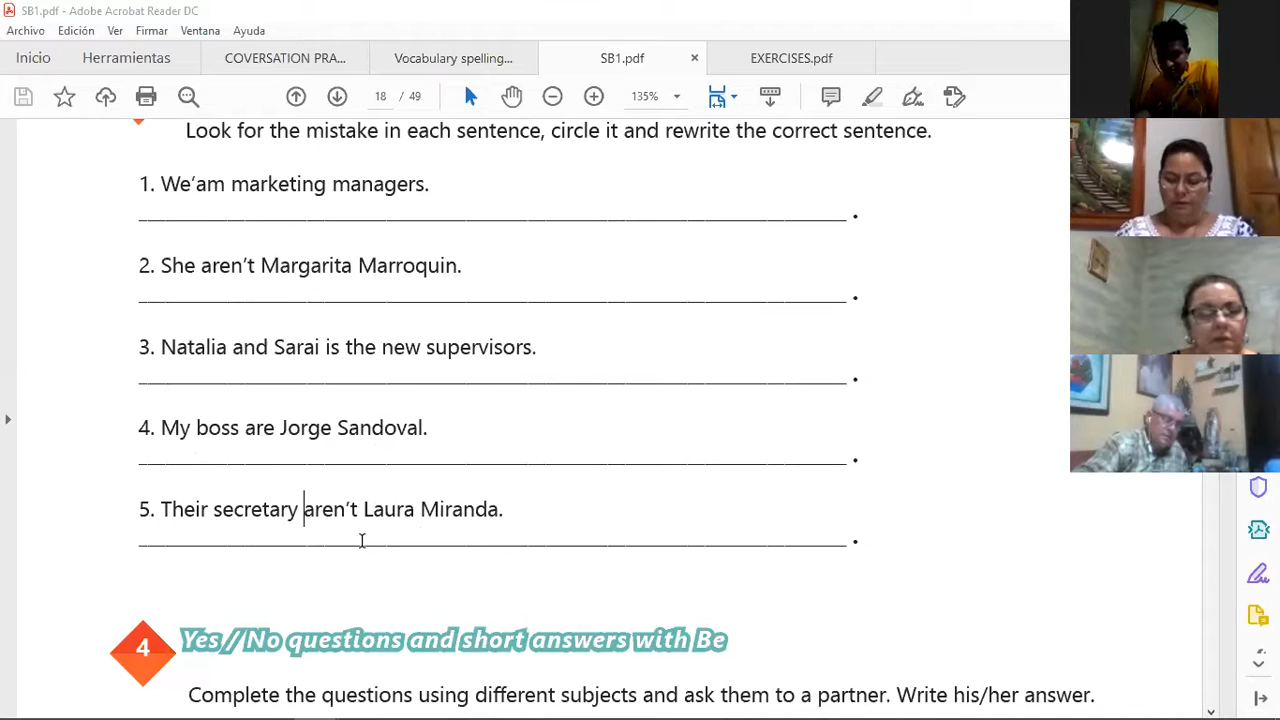 SB1.pdf - Adobe Acrobat Reader DC
Archivo Edición Ver Firmar Ventana Ayuda
Inicio Herramientas COVERSATION PRA... Vocabulary spelling... SB1.pdf × EXERCISES.pdf
18 / 49 135%
Look for the mistake in each sentence, circle it and rewrite the correct sentence.
1. We’am marketing managers.
2. She aren’t Margarita Marroquin.
3. Natalia and Sarai is the new supervisors.
4. My boss are Jorge Sandoval.
5. Their secretary aren’t Laura Miranda.
4 Yes / No questions and short answers with Be
Complete the questions using different subjects and ask them to a partner. Write his/her answer.